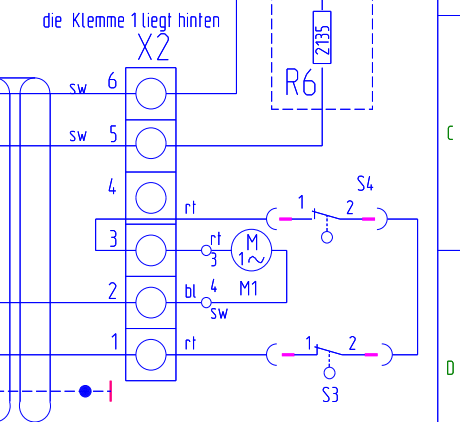 die Klemme 1 liegt hinten
X2
2135
R6
6
sw
5
sw
C
4
rt
S4
1 2
3
rt
3
M
1~
M1
2
bl
4
sw
1
rt
1 2
S3
D